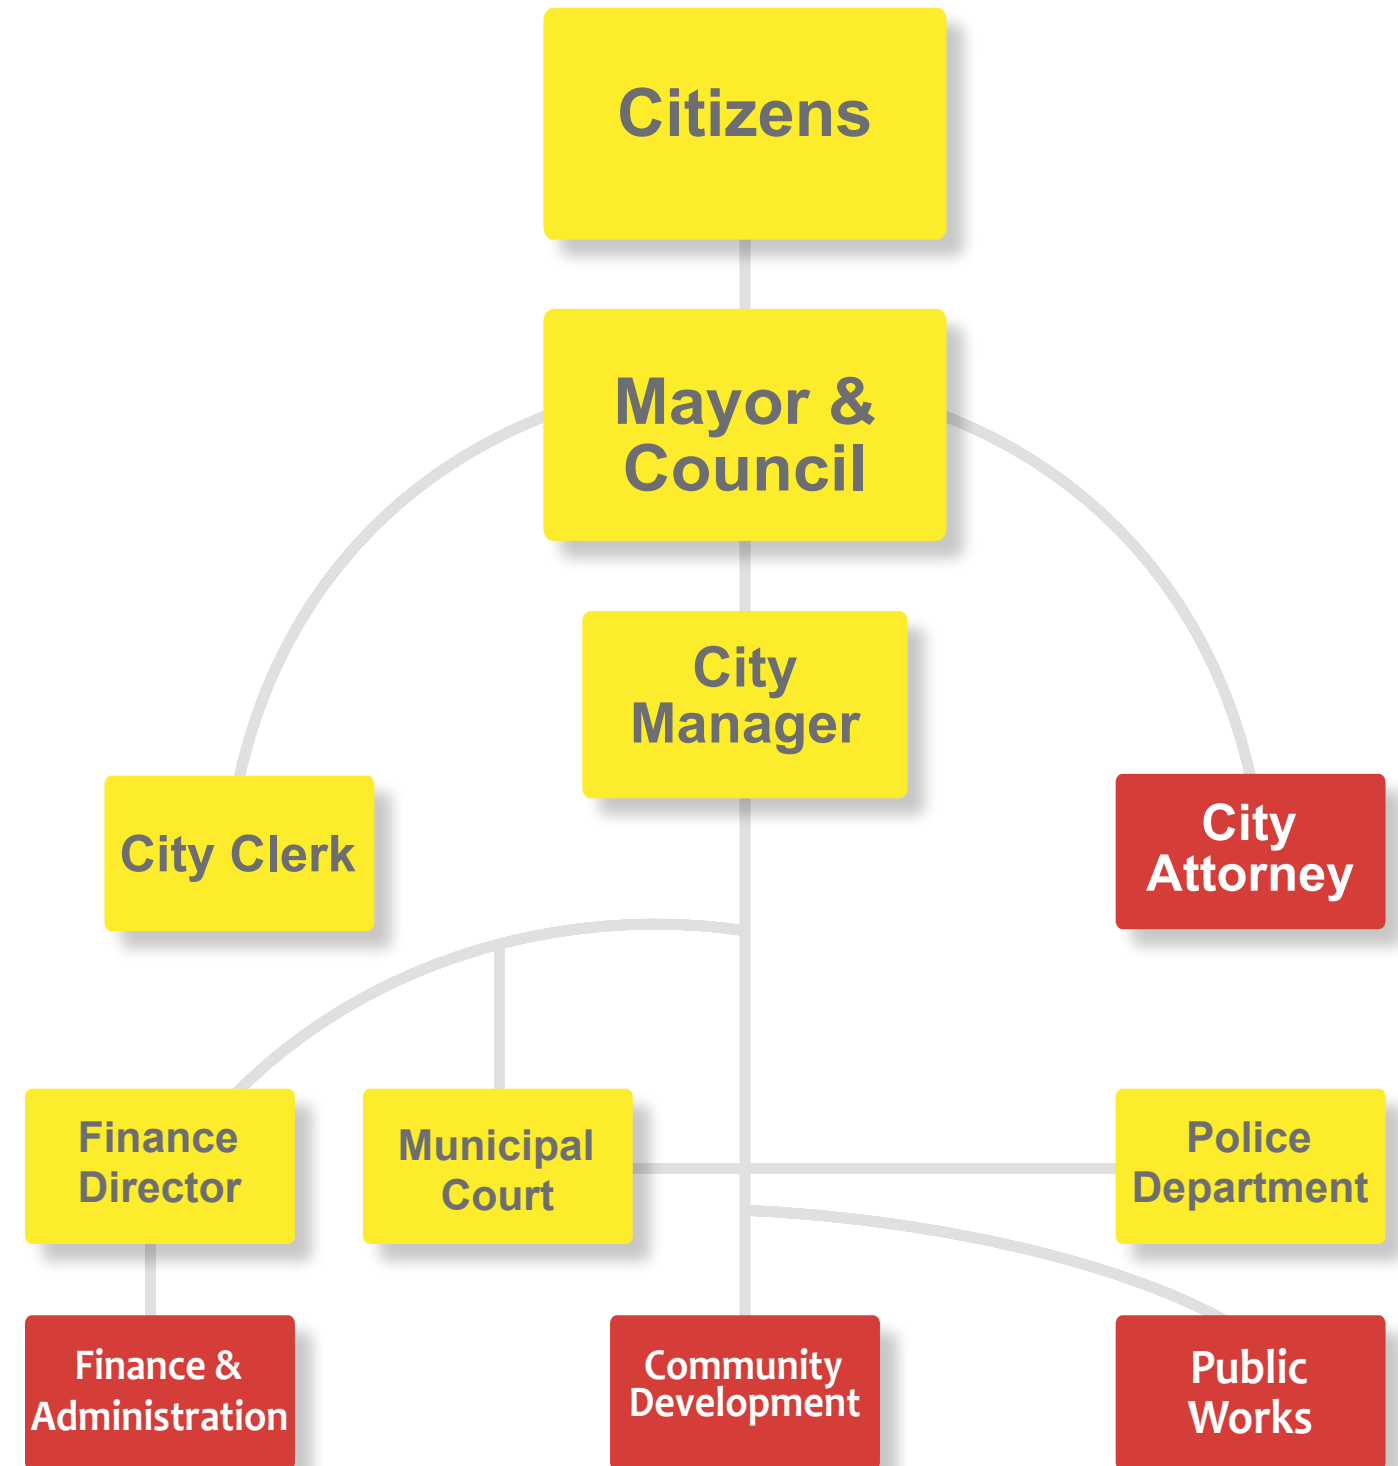 Citizens
Mayor &
Council
City
Manager
City Clerk
City
Attorney
Finance
Director
Municipal
Court
Police
Department
Finance &
Administration
Community
Development
Public
Works